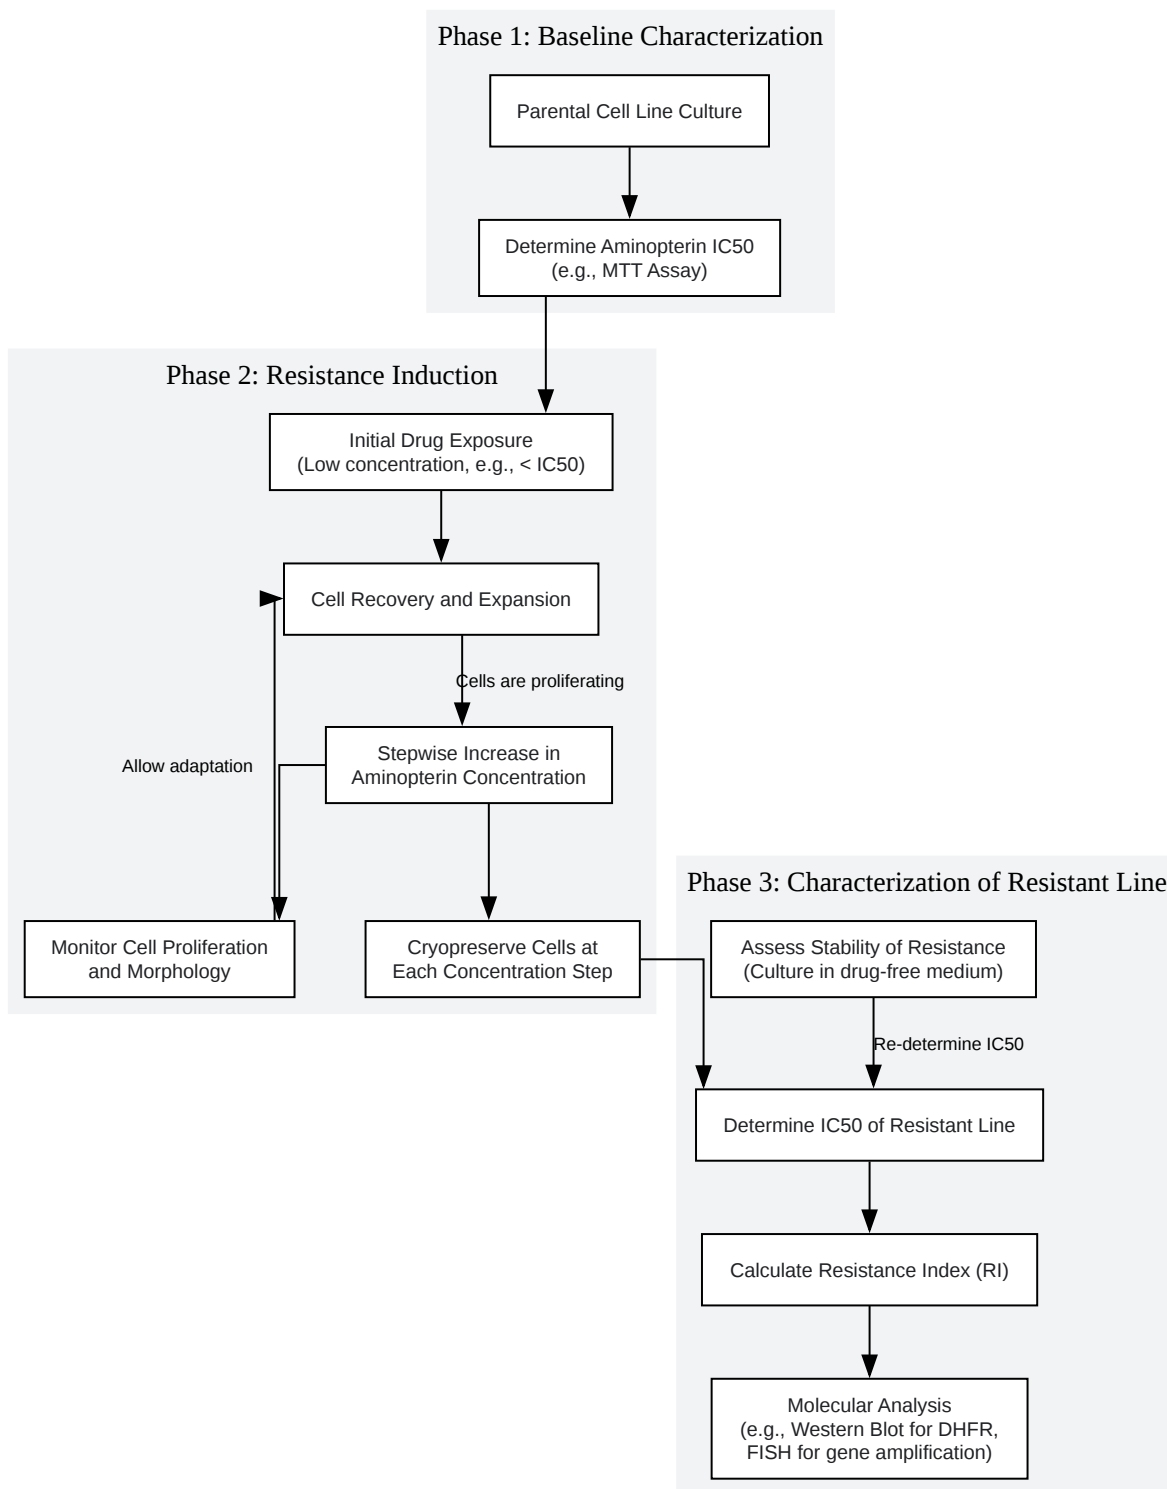 Phase 1: Baseline Characterization
Parental Cell Line Culture
Determine Aminopterin IC50
(e.g., MTT Assay)
Phase 2: Resistance Induction
Initial Drug Exposure
(Low concentration, e.g., < IC50)
Cell Recovery and Expansion
Cells are proliferating
Stepwise Increase in
Aminopterin Concentration
Allow adaptation
Monitor Cell Proliferation
and Morphology
Cryopreserve Cells at
Each Concentration Step
Phase 3: Characterization of Resistant Line
Assess Stability of Resistance
(Culture in drug-free medium)
Re-determine IC50
Determine IC50 of Resistant Line
Calculate Resistance Index (RI)
Molecular Analysis
(e.g., Western Blot for DHFR,
FISH for gene amplification)